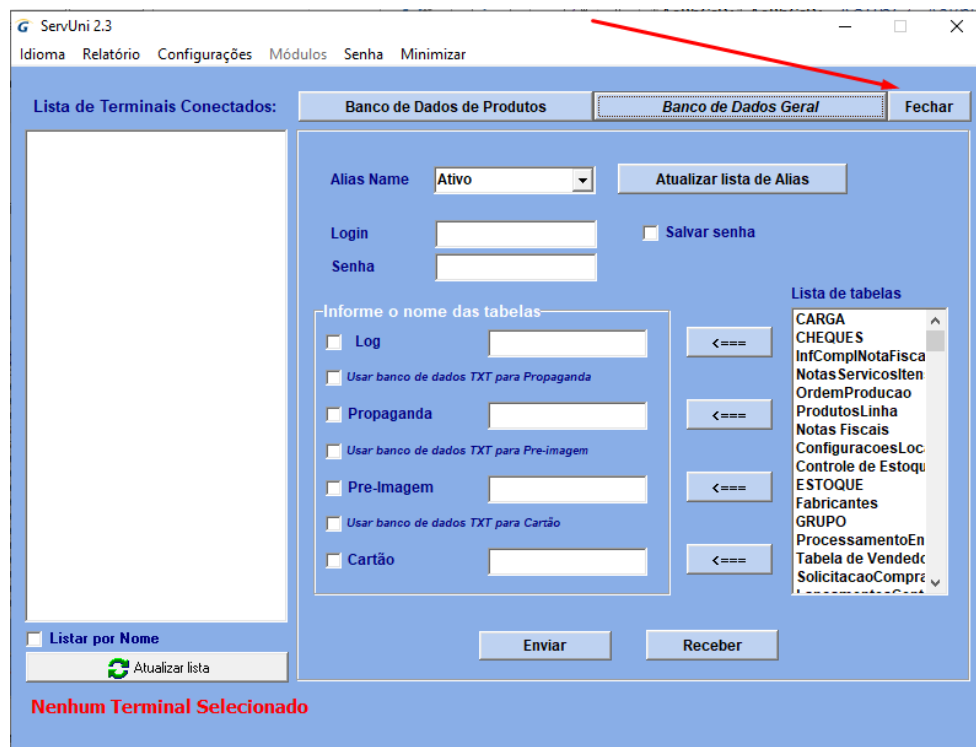 ServUni 2.3
Idioma Relatório Configurações Módulos Senha Minimizar
Lista de Terminais Conectados:
Banco de Dados de Produtos
Banco de Dados Geral
Fechar
Alias Name
Ativo
Atualizar lista de Alias
Login
Salvar senha
Senha
Lista de tabelas
Informe o nome das tabelas
Log
<===
Usar banco de dados TXT para Propaganda
Propaganda
<===
Usar banco de dados TXT para Pre-imagem
Pre-Imagem
<===
Usar banco de dados TXT para Cartão
Cartão
<===
CARGA
CHEQUES
InfComplNotaFisca
NotasServicosIten
OrdemProducao
ProdutosLinha
Notas Fiscais
ConfiguracoesLoc
Controle de Estoqu
ESTOQUE
Fabricantes
GRUPO
ProcessamentoEn
Tabela de Vendedo
SolicitacaoCompra
Enviar
Receber
Listar por Nome
Atualizar lista
Nenhum Terminal Selecionado